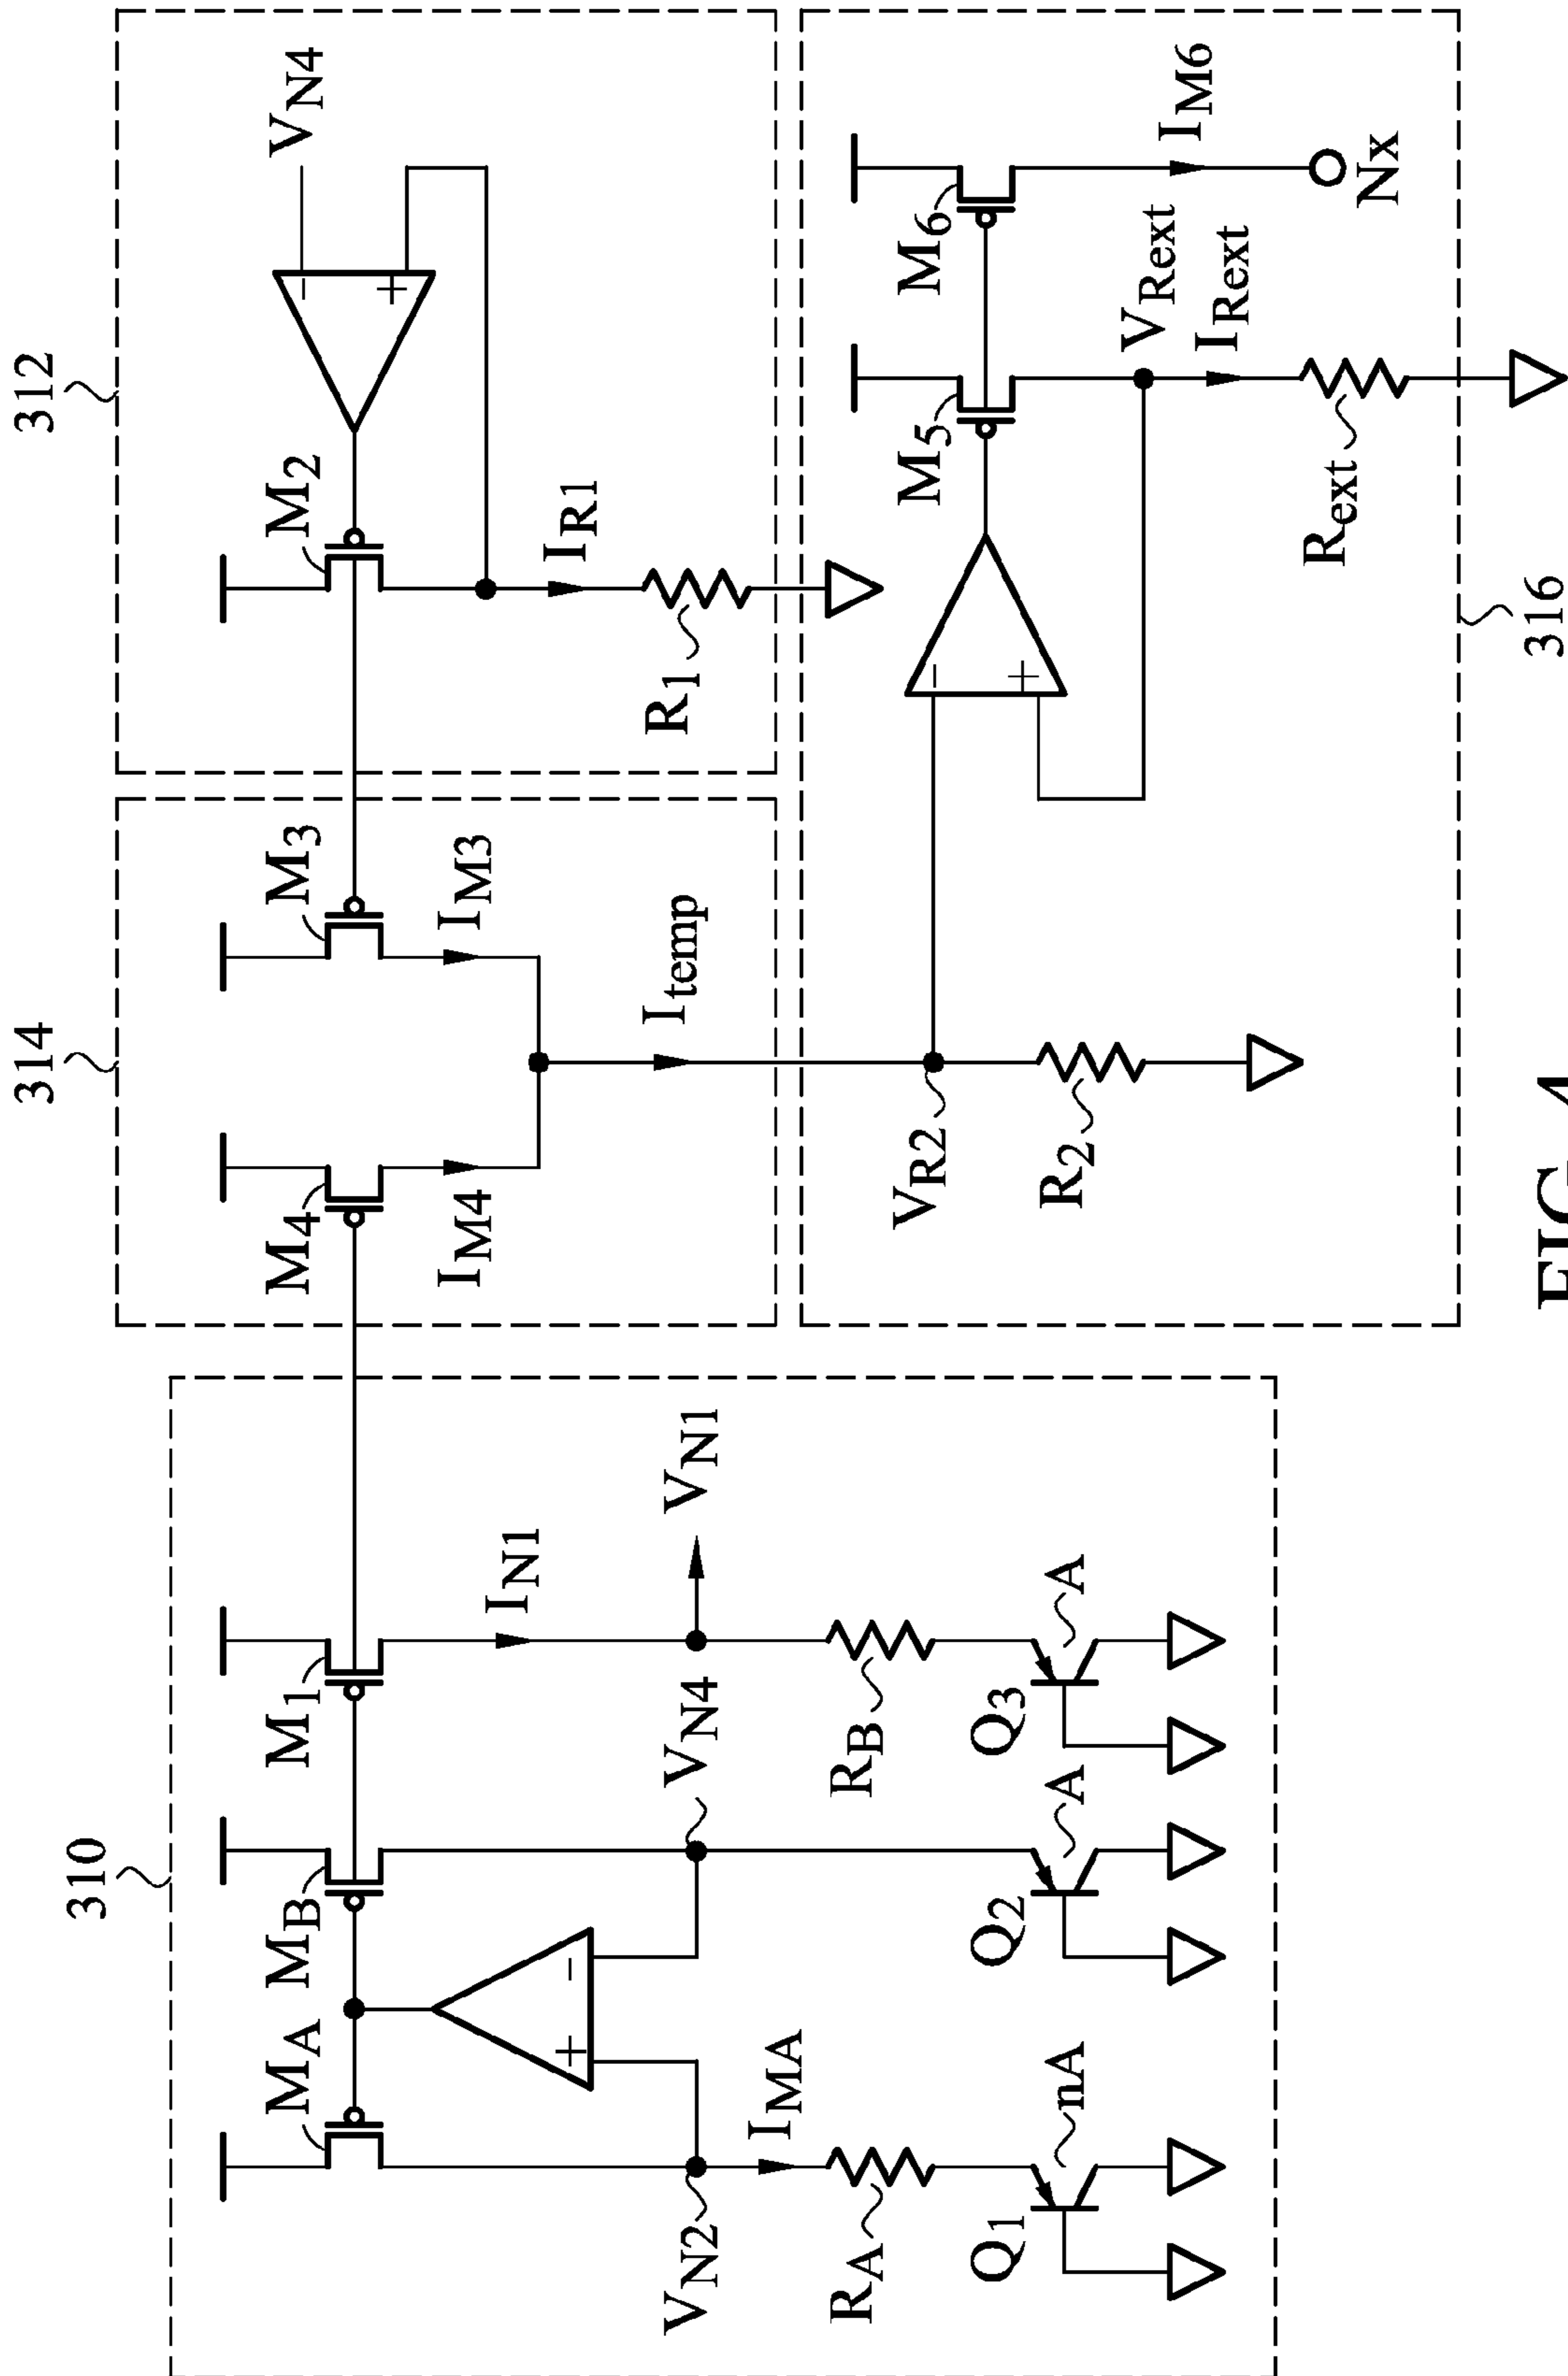 310
314
312
M_A
M_B
M_1
M_4
M_3
M_2
V_N4
I_N1
I_M4
I_M3
I_R1
+
-
-
+
V_N2
I_MA
V_N4
V_N1
I_temp
R_1
R_A
R_B
V_R2
-
+
M_5
M_6
Q_1
nA
Q_2
A
Q_3
A
R_2
V_Rext
I_Rext
I_M6
R_ext
Nx
316